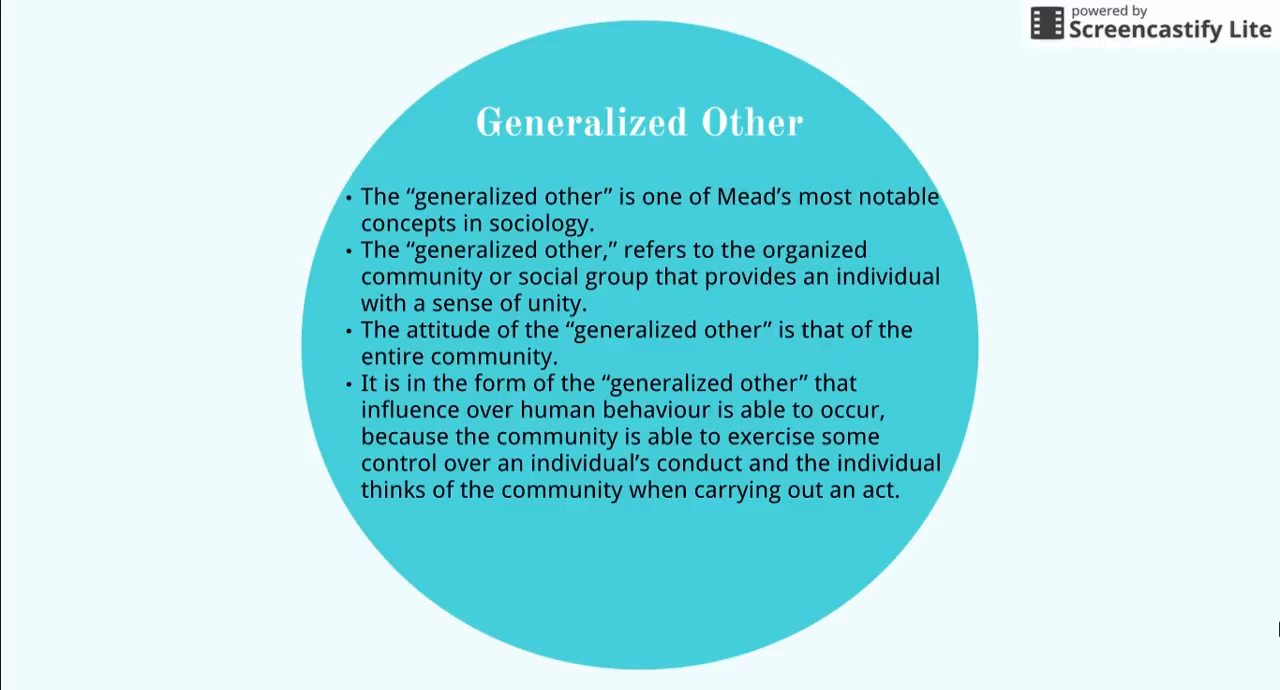 powered by
Screencastify Lite
Generalized Other
• The “generalized other” is one of Mead’s most notable
concepts in sociology.
• The “generalized other,” refers to the organized
community or social group that provides an individual
with a sense of unity.
• The attitude of the “generalized other” is that of the
entire community.
• It is in the form of the “generalized other” that
influence over human behaviour is able to occur,
because the community is able to exercise some
control over an individual’s conduct and the individual
thinks of the community when carrying out an act.